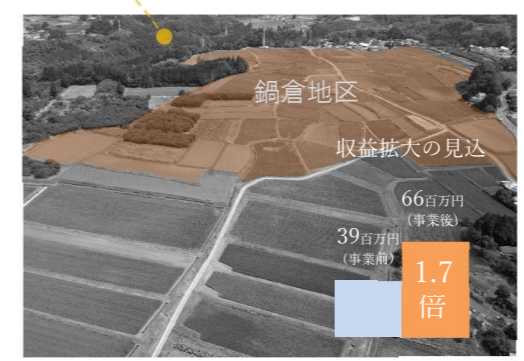 鍋倉地区
収益拡大の見込
66百万円
(事業後)
39百万円
(事業前)
1.7
倍